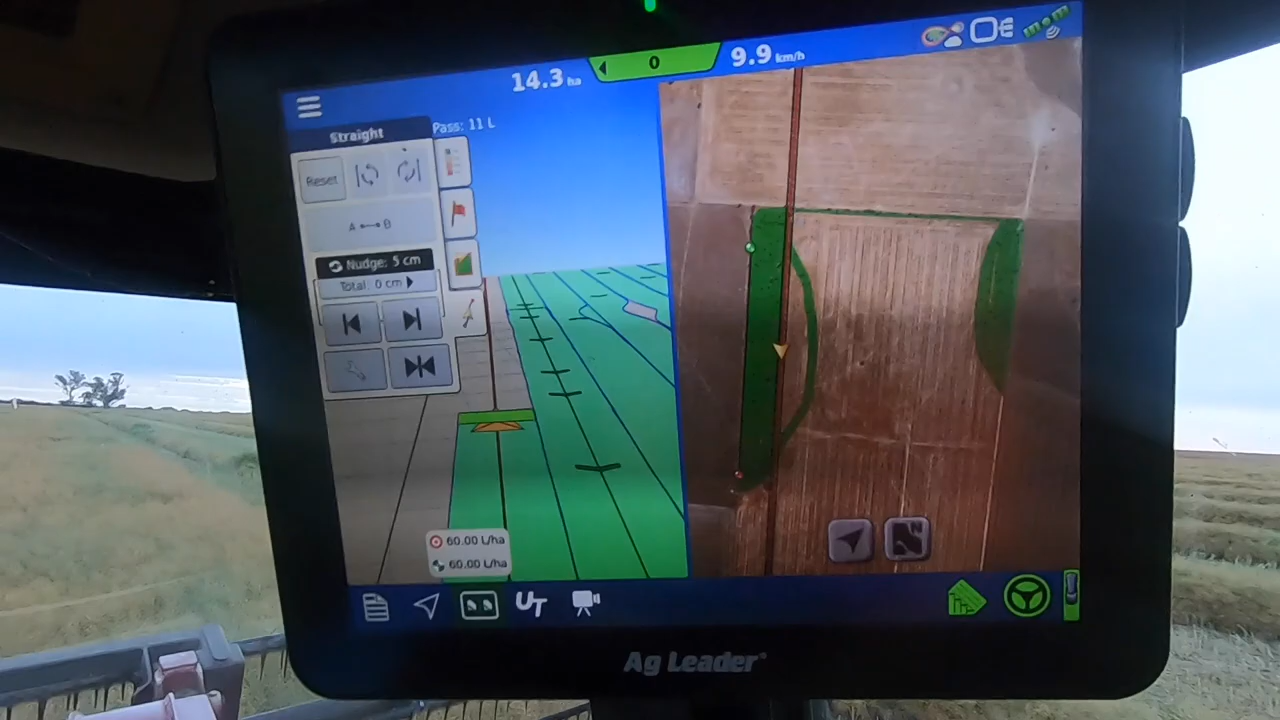 14.3 ha
0
9.9 km/h
Straight
Pass: 11 L
Reset
A B
Nudge: 5 cm
Total: 0 cm
60.00 L/ha
60.00 L/ha
UT
N
Ag Leader®